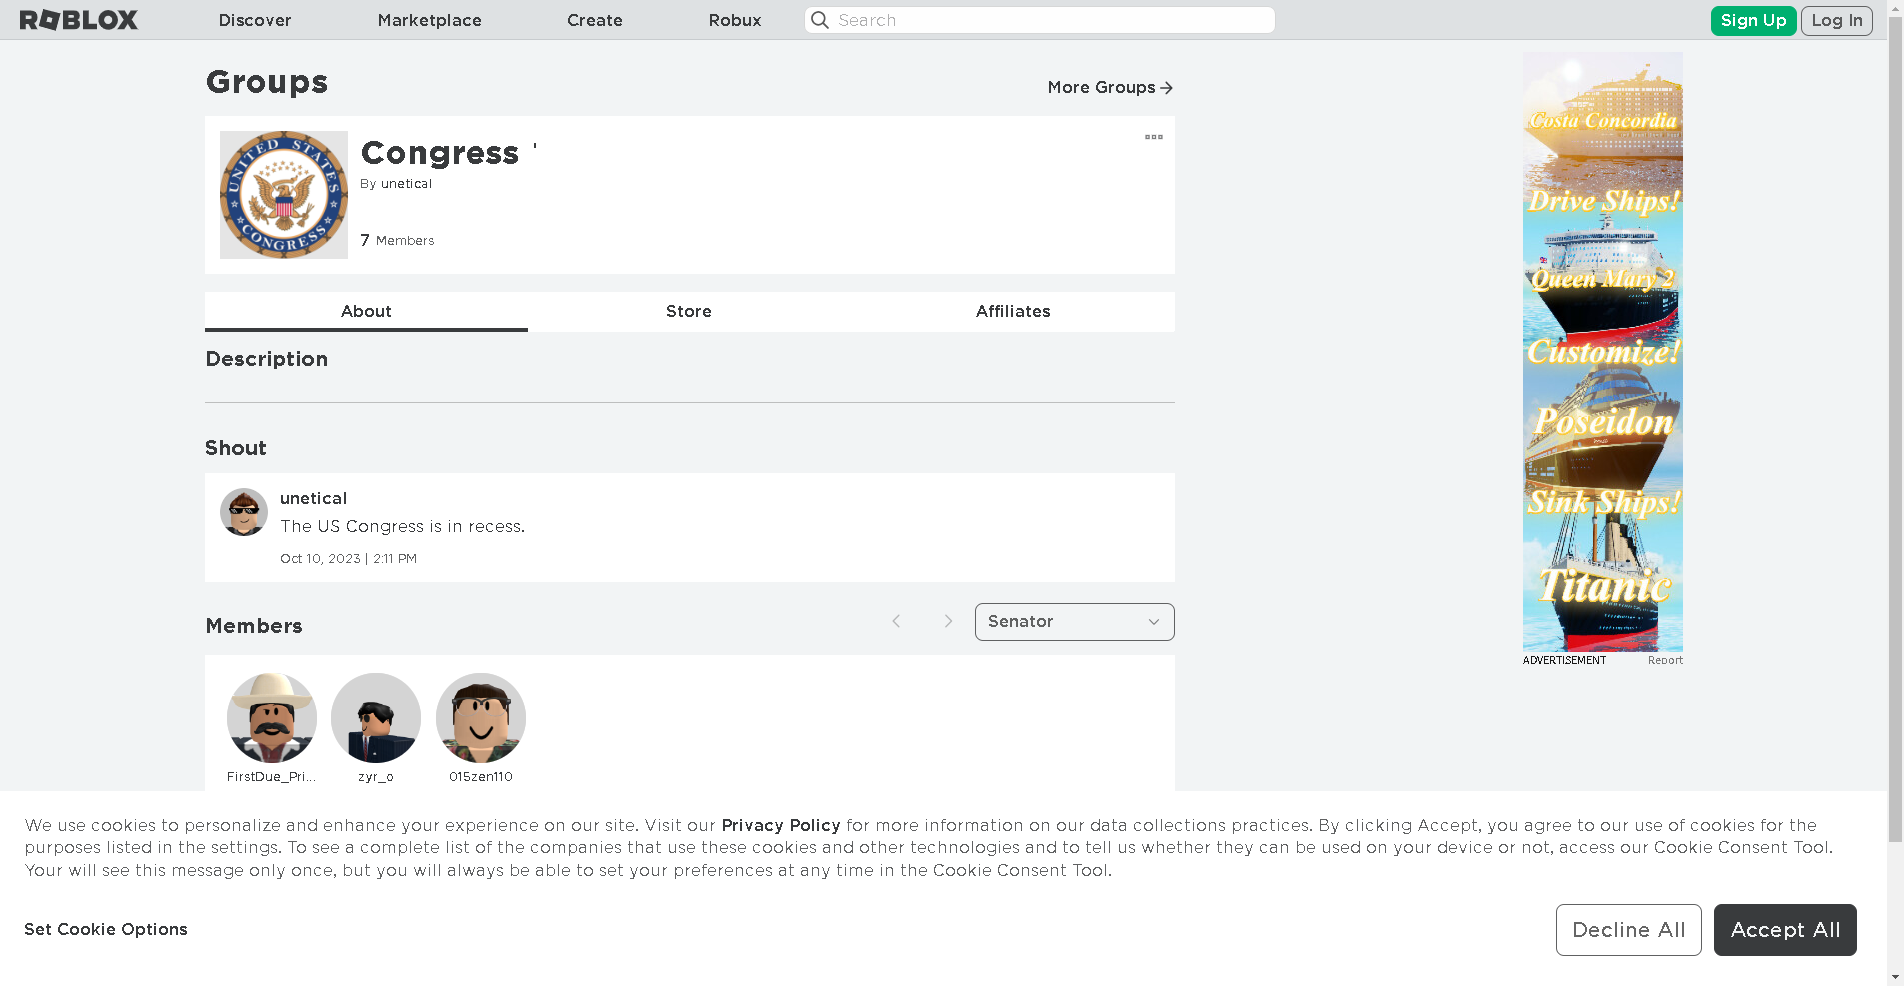 ROBLOX
Discover
Marketplace
Create
Robux
Search
Sign Up
Log In
Groups
More Groups
UNITED STATES
CONGRESS
Congress '
By unetical
7 Members
About
Store
Affiliates
Description
Shout
unetical
The US Congress is in recess.
Oct 10, 2023 | 2:11 PM
Members
Senator
FirstDue_Pri...
zyr_o
015zen110
Costa Concordia
Drive Ships!
Queen Mary 2
Customize!
Poseidon
Sink Ships!
Titanic
ADVERTISEMENT
Report
We use cookies to personalize and enhance your experience on our site. Visit our Privacy Policy for more information on our data collections practices. By clicking Accept, you agree to our use of cookies for the
purposes listed in the settings. To see a complete list of the companies that use these cookies and other technologies and to tell us whether they can be used on your device or not, access our Cookie Consent Tool.
Your will see this message only once, but you will always be able to set your preferences at any time in the Cookie Consent Tool.
Set Cookie Options
Decline All
Accept All